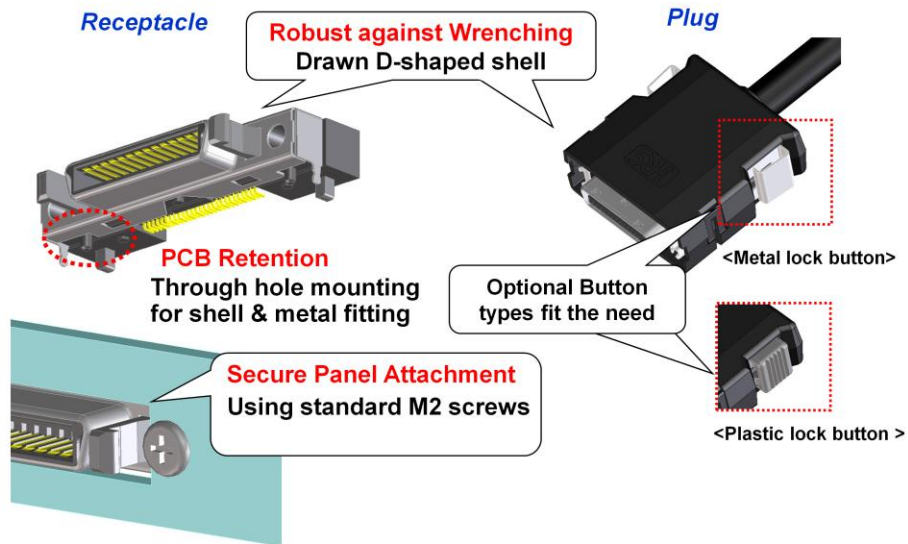 Receptacle
Plug
Robust against Wrenching
Drawn D-shaped shell
HRS
<Metal lock button>
PCB Retention
Through hole mounting
for shell & metal fitting
Optional Button
types fit the need
Secure Panel Attachment
Using standard M2 screws
<Plastic lock button >